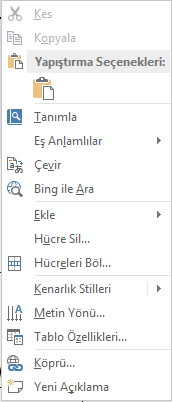 Kes
Kopyala
Yapıştırma Seçenekleri:
Tanımla
Eş Anlamlılar
Çevir
Bing ile Ara
Ekle
Hücre Sil...
Hücreleri Böl...
Kenarlık Stilleri
Metin Yönü...
Tablo Özellikleri...
Köprü...
Yeni Açıklama